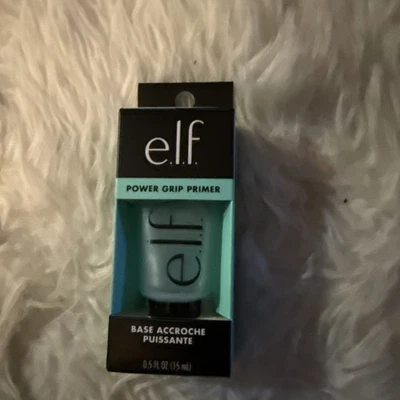 e.l.f.
POWER GRIP PRIMER
e.l.f.
BASE ACCROCHE
PUISSANTE
0.5 FL OZ (15 mL)